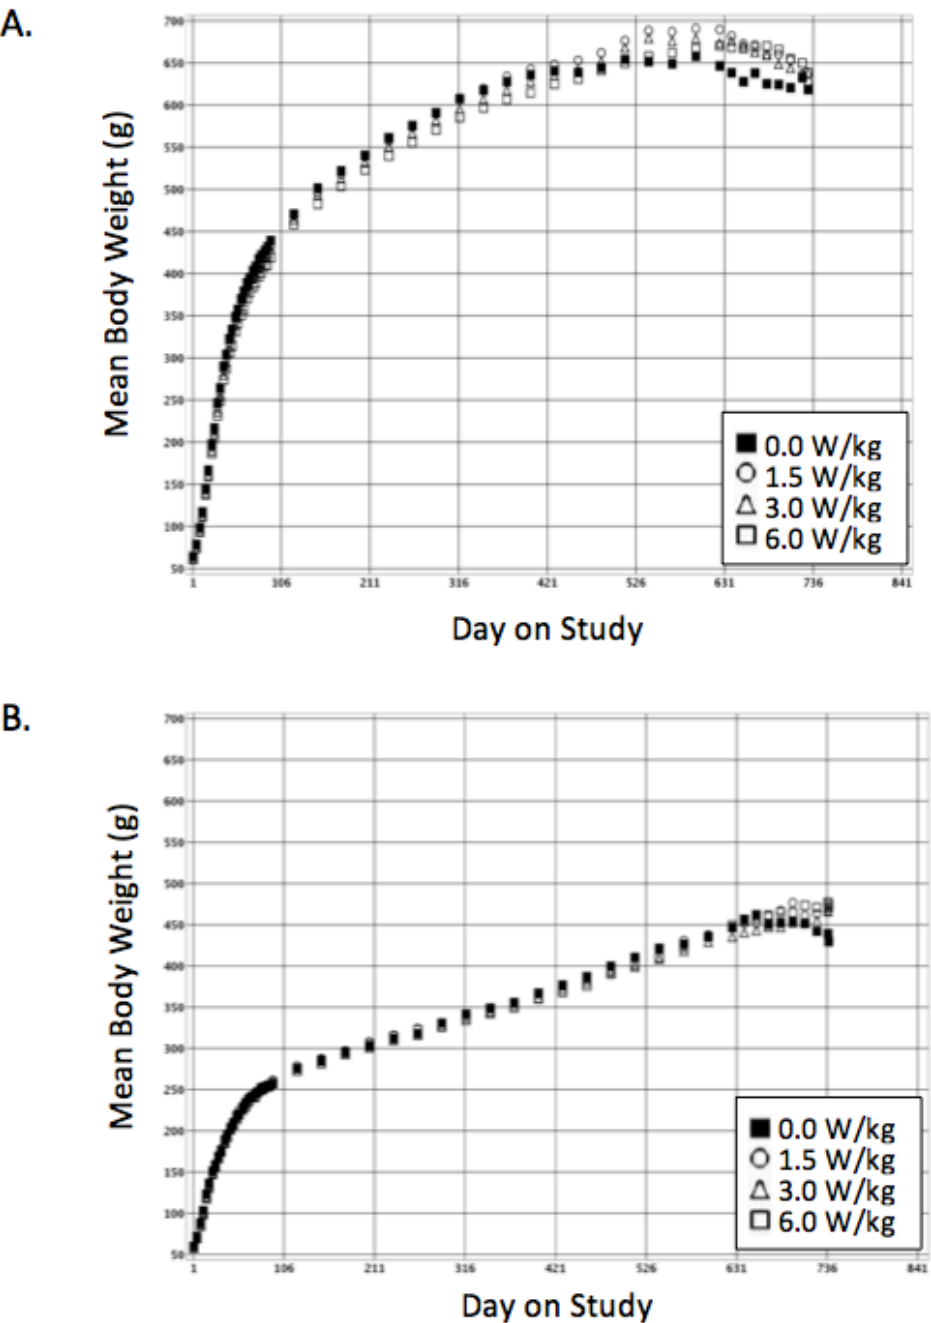 A.
Mean Body Weight (g)
700
650
600
550
500
450
400
350
300
250
200
150
100
50
1 106 211 316 421 526 631 736 841
0.0 W/kg
1.5 W/kg
3.0 W/kg
6.0 W/kg
Day on Study
B.
Mean Body Weight (g)
700
650
600
550
500
450
400
350
300
250
200
150
100
50
1 106 211 316 421 526 631 736 841
0.0 W/kg
1.5 W/kg
3.0 W/kg
6.0 W/kg
Day on Study